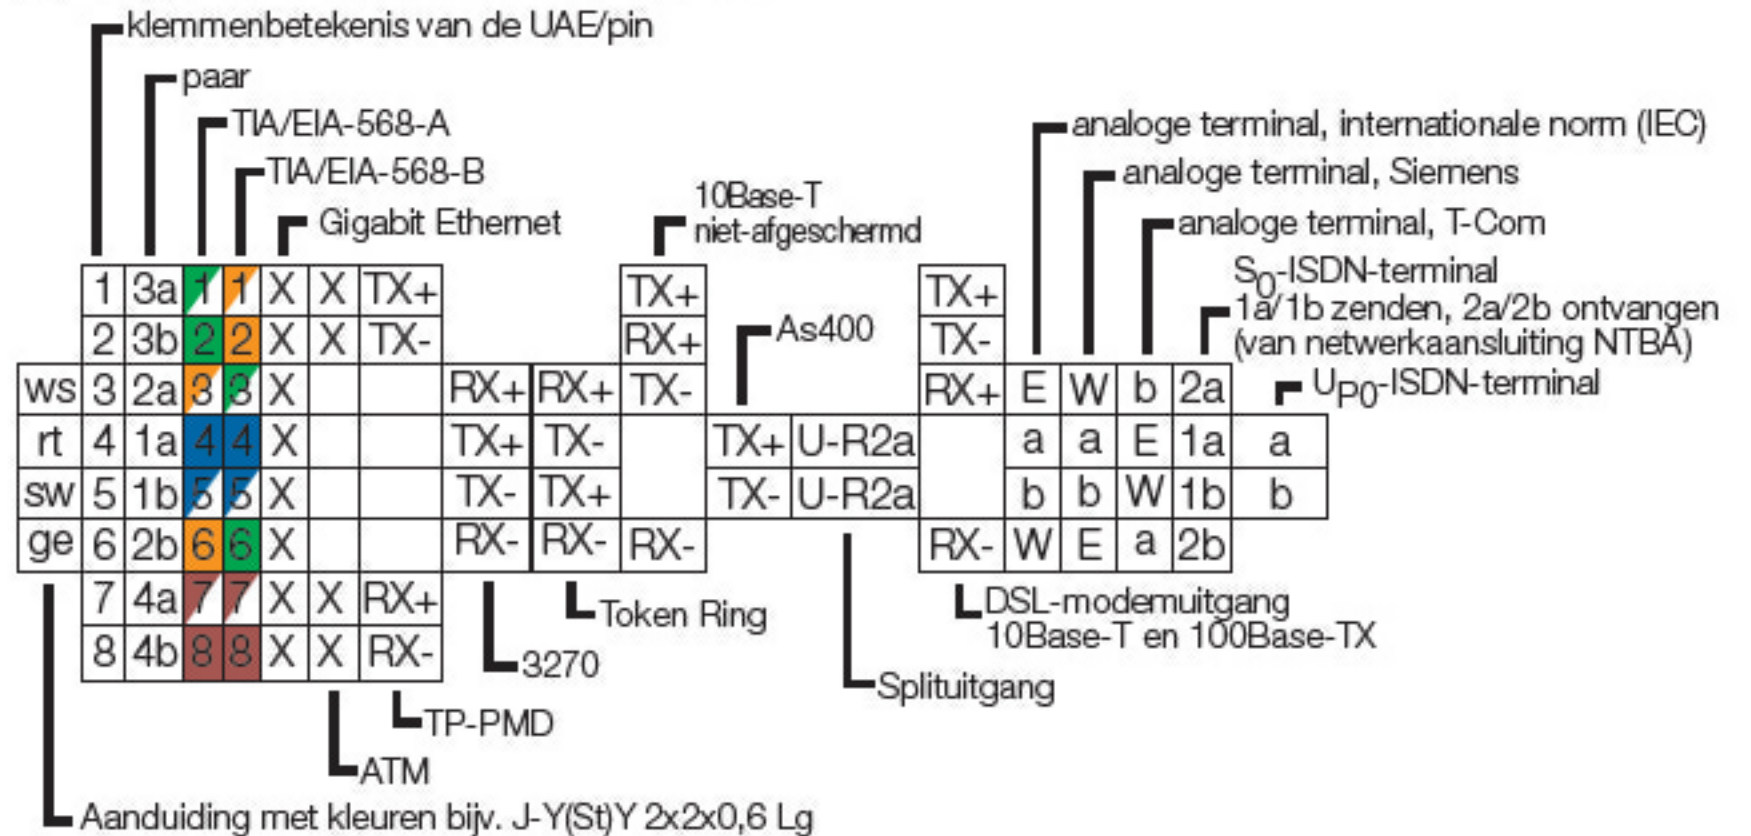 klemmenbetekenis van de UAE/pin
paar
TIA/EIA-568-A
TIA/EIA-568-B
Gigabit Ethernet
10Base-T
niet-afgeschermd
As400
analoge terminal, internationale norm (IEC)
analoge terminal, Siemens
analoge terminal, T-Com
S0-ISDN-terminal
1a/1b zenden, 2a/2b ontvangen
(van netwerkaansluiting NTBA)
UP0-ISDN-terminal
1 3a 1 1 X X TX+ TX+ TX+
2 3b 2 2 X X TX- RX+ TX-
ws 3 2a 3 3 X RX+ RX+ TX- RX+ E W b 2a
rt 4 1a 4 4 X TX+ TX- TX+ U-R2a a a E 1a a
sw 5 1b 5 5 X TX- TX+ TX- U-R2a b b W 1b b
ge 6 2b 6 6 X RX- RX- RX- RX- W E a 2b
7 4a 7 7 X X RX+
8 4b 8 8 X X RX-
Token Ring
DSL-modemuitgang
10Base-T en 100Base-TX
3270
Splituitgang
TP-PMD
ATM
Aanduiding met kleuren bijv. J-Y(St)Y 2x2x0,6 Lg